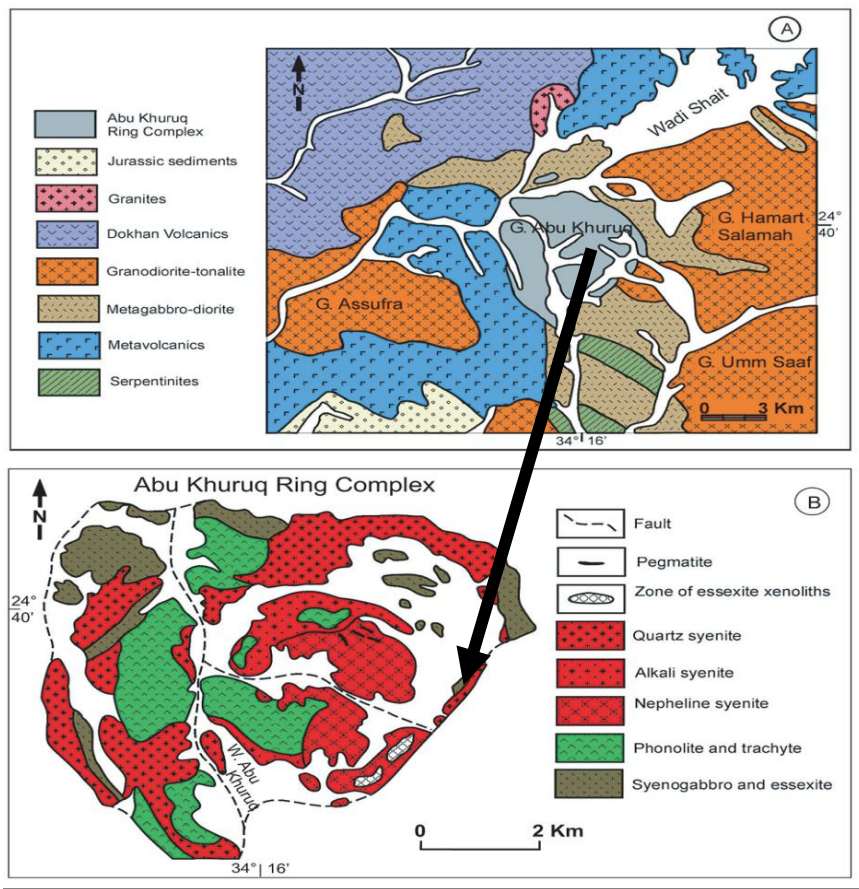 A
N
Abu Khuruq
Ring Complex
Jurassic sediments
Granites
Dokhan Volcanics
Granodiorite-tonalite
Metagabbro-diorite
Metavolcanics
Serpentinites
Wadi Shait
G. Abu Khuruq
G. Hamart
Salamah
24°
40'
G. Assufra
G. Umm Saaf
0 3 Km
34° 16'
Abu Khuruq Ring Complex
B
N
24°
40'
Fault
Pegmatite
Zone of essexite xenoliths
Quartz syenite
Alkali syenite
Nepheline syenite
Phonolite and trachyte
Syenogabbro and essexite
W. Abu
Khuruq
0 2 Km
34° 16'